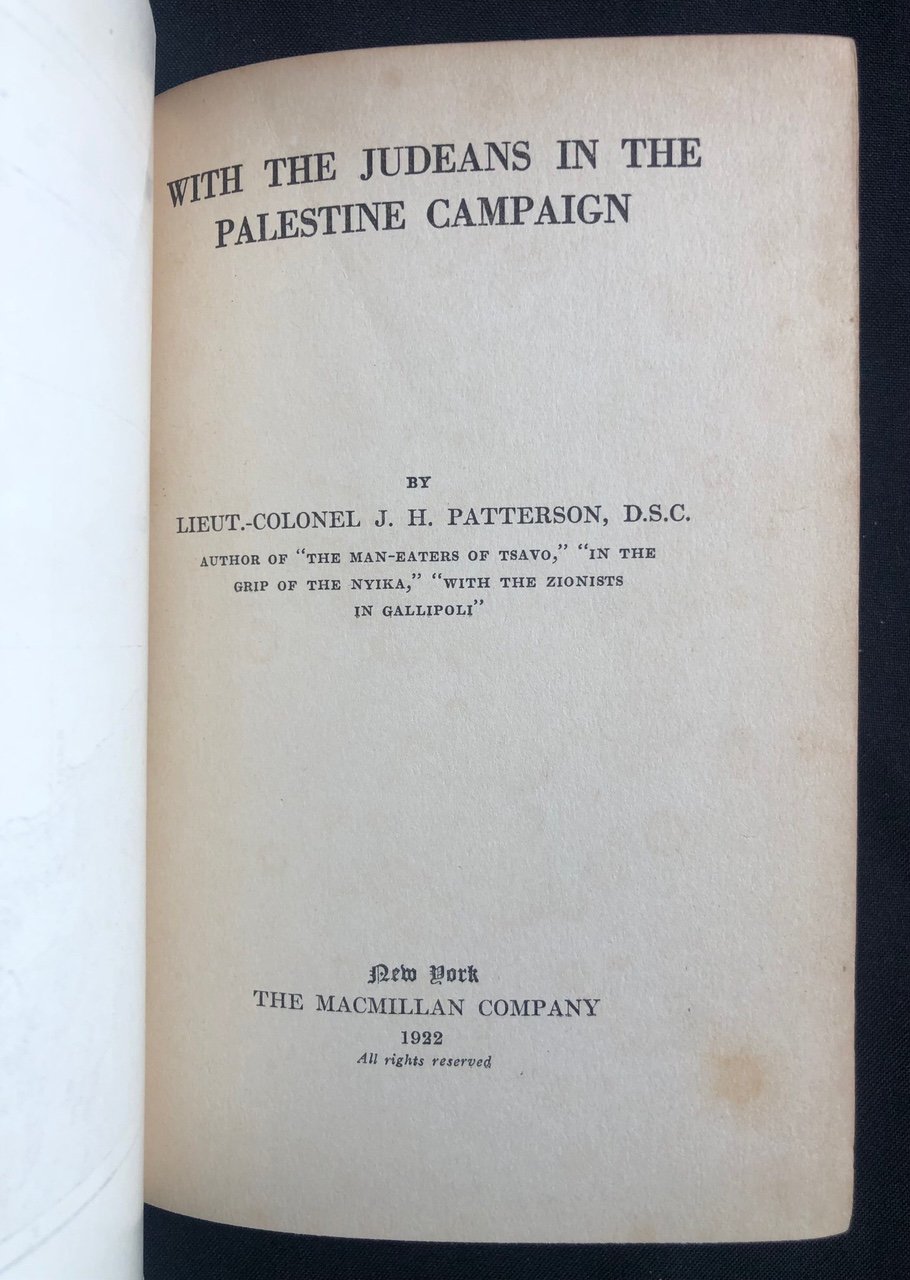 WITH THE JUDEANS IN THE
PALESTINE CAMPAIGN
BY
LIEUT.-COLONEL J. H. PATTERSON, D.S.C.
AUTHOR OF “THE MAN-EATERS OF TSAVO,” “IN THE
GRIP OF THE NYIKA,” “WITH THE ZIONISTS
IN GALLIPOLI”
New York
THE MACMILLAN COMPANY
1922
All rights reserved